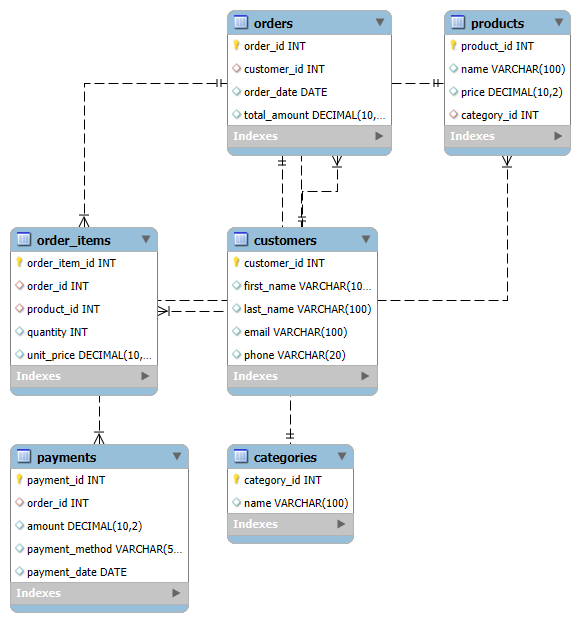 orders
order_id INT
customer_id INT
order_date DATE
total_amount DECIMAL(10,...
Indexes
products
product_id INT
name VARCHAR(100)
price DECIMAL(10,2)
category_id INT
Indexes
order_items
order_item_id INT
order_id INT
product_id INT
quantity INT
unit_price DECIMAL(10,...
Indexes
customers
customer_id INT
first_name VARCHAR(10...
last_name VARCHAR(100)
email VARCHAR(100)
phone VARCHAR(20)
Indexes
payments
payment_id INT
order_id INT
amount DECIMAL(10,2)
payment_method VARCHAR(5...
payment_date DATE
Indexes
categories
category_id INT
name VARCHAR(100)
Indexes